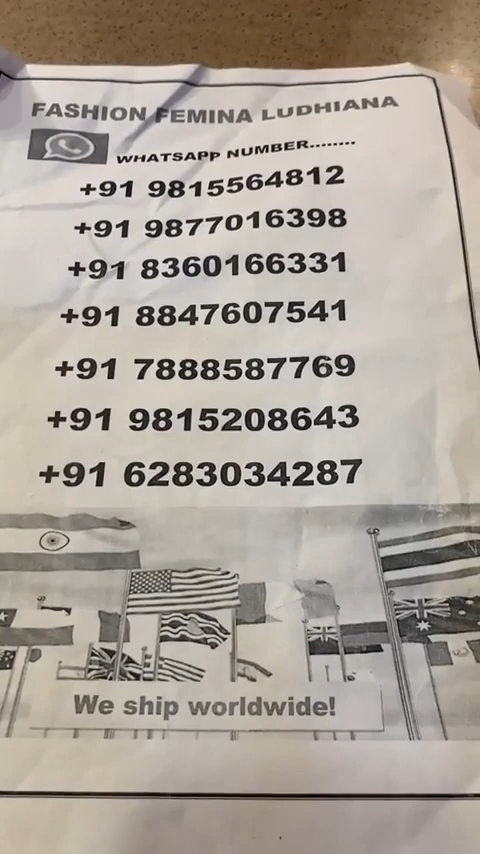 FASHION FEMINA LUDHIANA
WHATSAPP NUMBER........
+91 9815564812
+91 9877016398
+91 8360166331
+91 8847607541
+91 7888587769
+91 9815208643
+91 6283034287
We ship worldwide!